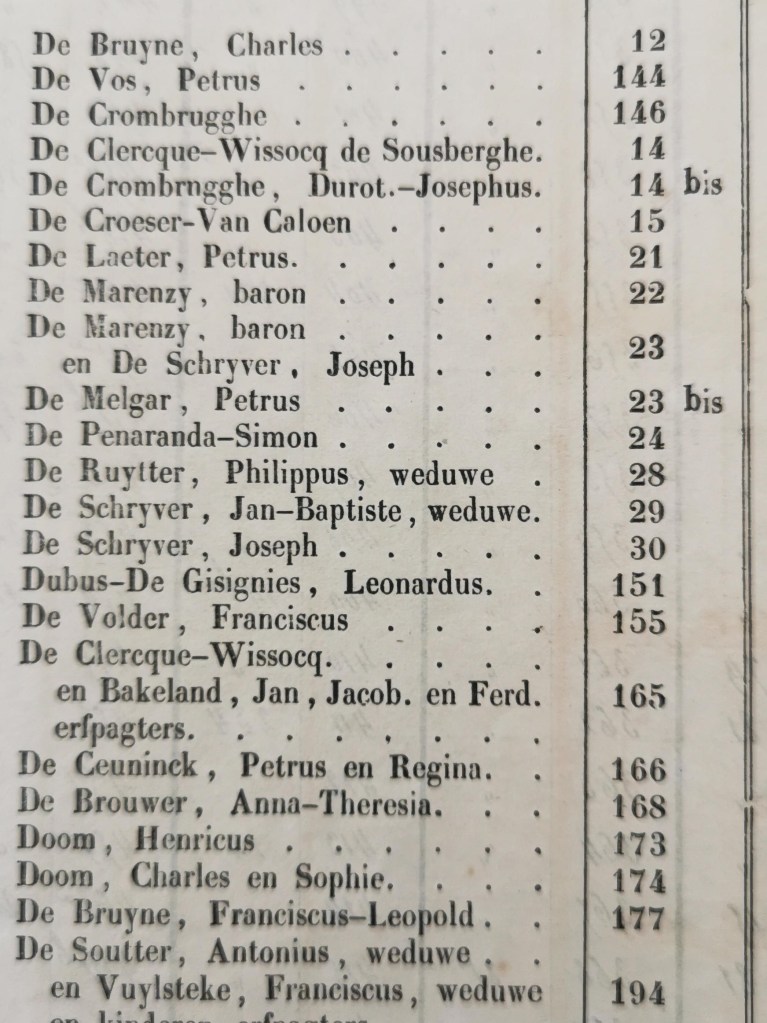 De Bruyne, Charles . . . . . 12
De Vos, Petrus . . . . . . 144
De Crombrugghe . . . . . . 146
De Clercque–Wissocq de Sousberghe. 14
De Crombrngghe, Durot.–Josephus. 14 bis
De Croeser–Van Caloen . . . . 15
De Laeter, Petrus. . . . . . 21
De Marenzy, baron . . . . . 22
De Marenzy, baron . . . . .
en De Schryver, Joseph . . . 23
De Melgar, Petrus . . . . . 23 bis
De Penaranda–Simon . . . . . 24
De Ruytter, Philippus, weduwe . 28
De Schryver, Jan–Baptiste, weduwe. 29
De Schryver, Joseph . . . . . 30
Dubus–De Gisignies, Leonardus. . 151
De Volder, Franciscus . . . . 155
De Clercque–Wissocq. . . . .
en Bakeland, Jan, Jacob. en Ferd. 165
erfpagters. . . . . . . .
De Ceuninck, Petrus en Regina. . 166
De Brouwer, Anna–Theresia. . . 168
Doom, Henricus . . . . . . 173
Doom, Charles en Sophie. . . . 174
De Bruyne, Franciscus–Leopold . . 177
De Soutter, Antonius, weduwe . .
en Vuylsteke, Franciscus, weduwe 194
en kinderen erfpagters